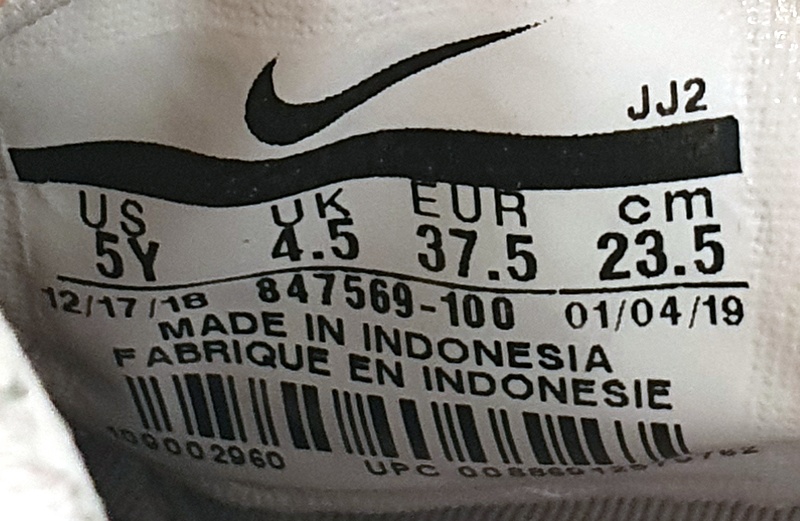 JJ2
US UK EUR cm
5Y 4.5 37.5 23.5
12/17/18 847569-100 01/04/19
MADE IN INDONESIA
FABRIQUE EN INDONESIE
UPC